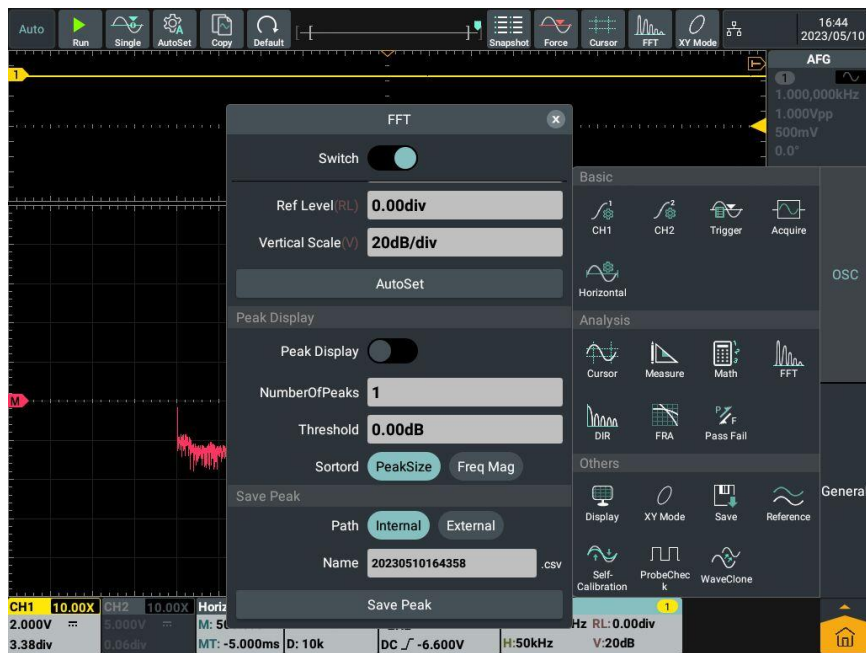 Auto
Run
Single
AutoSet
Copy
Default
Snapshot
Force
Cursor
FFT
XY Mode
16:44
2023/05/10
1
T
AFG
1
1.000,000kHz
1.000Vpp
500mV
0.0°
FFT
x
Switch
Ref Level(RL) 0.00div
Vertical Scale(V) 20dB/div
AutoSet
Peak Display
Peak Display
NumberOfPeaks 1
Threshold 0.00dB
Sortord PeakSize Freq Mag
Save Peak
Path Internal External
Name 20230510164358 .csv
Save Peak
M
Basic
CH1 CH2 Trigger Acquire
Horizontal
Analysis
Cursor Measure Math FFT
DIR FRA Pass Fail
Others
Display XY Mode Save Reference
Self-
Calibration
ProbeChec
k
WaveClone
OSC
General
CH1 10.00X
2.000V
3.38div
CH2 10.00X
5.000V
0.06div
Horiz
M: 50
MT: -5.000ms D: 10k
DC -6.600V
1
Hz RL:0.00div
H:50kHz V:20dB